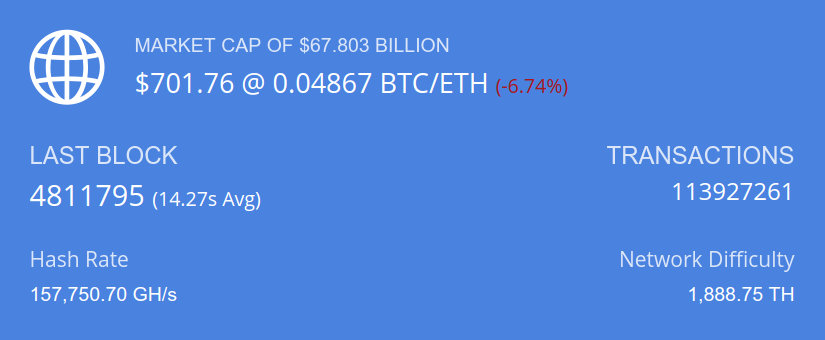 MARKET CAP OF $67.803 BILLION
$701.76 @ 0.04867 BTC/ETH (-6.74%)
LAST BLOCK
4811795 (14.27s Avg)
TRANSACTIONS
113927261
Hash Rate
157,750.70 GH/s
Network Difficulty
1,888.75 TH